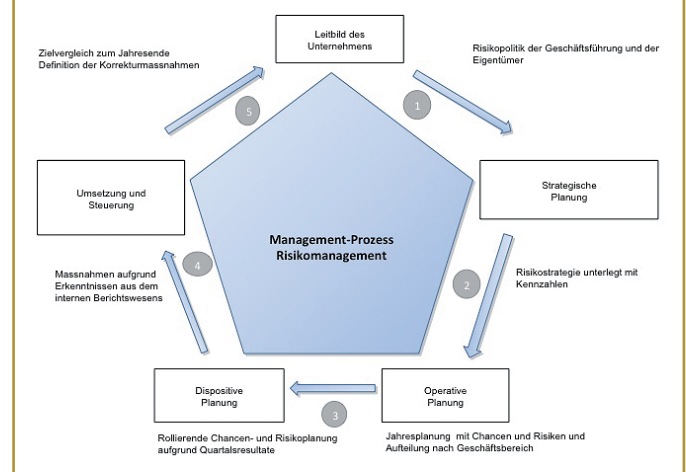 Leitbild des
Unternehmens
Zielvergleich zum Jahresende
Definition der Korrekturmassnahmen
Risikopolitik der Geschäftsführung und der
Eigentümer
5
1
Umsetzung und
Steuerung
Strategische
Planung
Management-Prozess
Risikomanagement
4
Massnahmen aufgrund
Erkenntnissen aus dem
internen Berichtswesens
2
Risikostrategie unterlegt mit
Kennzahlen
Dispositive
Planung
Operative
Planung
3
Rollierende Chancen- und Risikoplanung
aufgrund Quartalsresultate
Jahresplanung mit Chancen und Risiken und
Aufteilung nach Geschäftsbereich